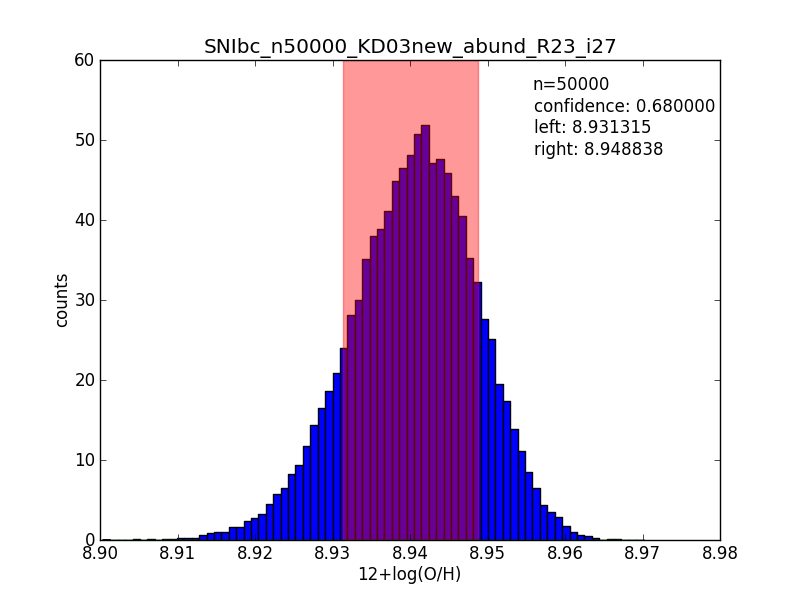 SNIbc_n50000_KD03new_abund_R23_i27
n=50000
confidence: 0.680000
left: 8.931315
right: 8.948838
60
50
40
30
20
10
0
counts
8.90 8.91 8.92 8.93 8.94 8.95 8.96 8.97 8.98
12+log(O/H)